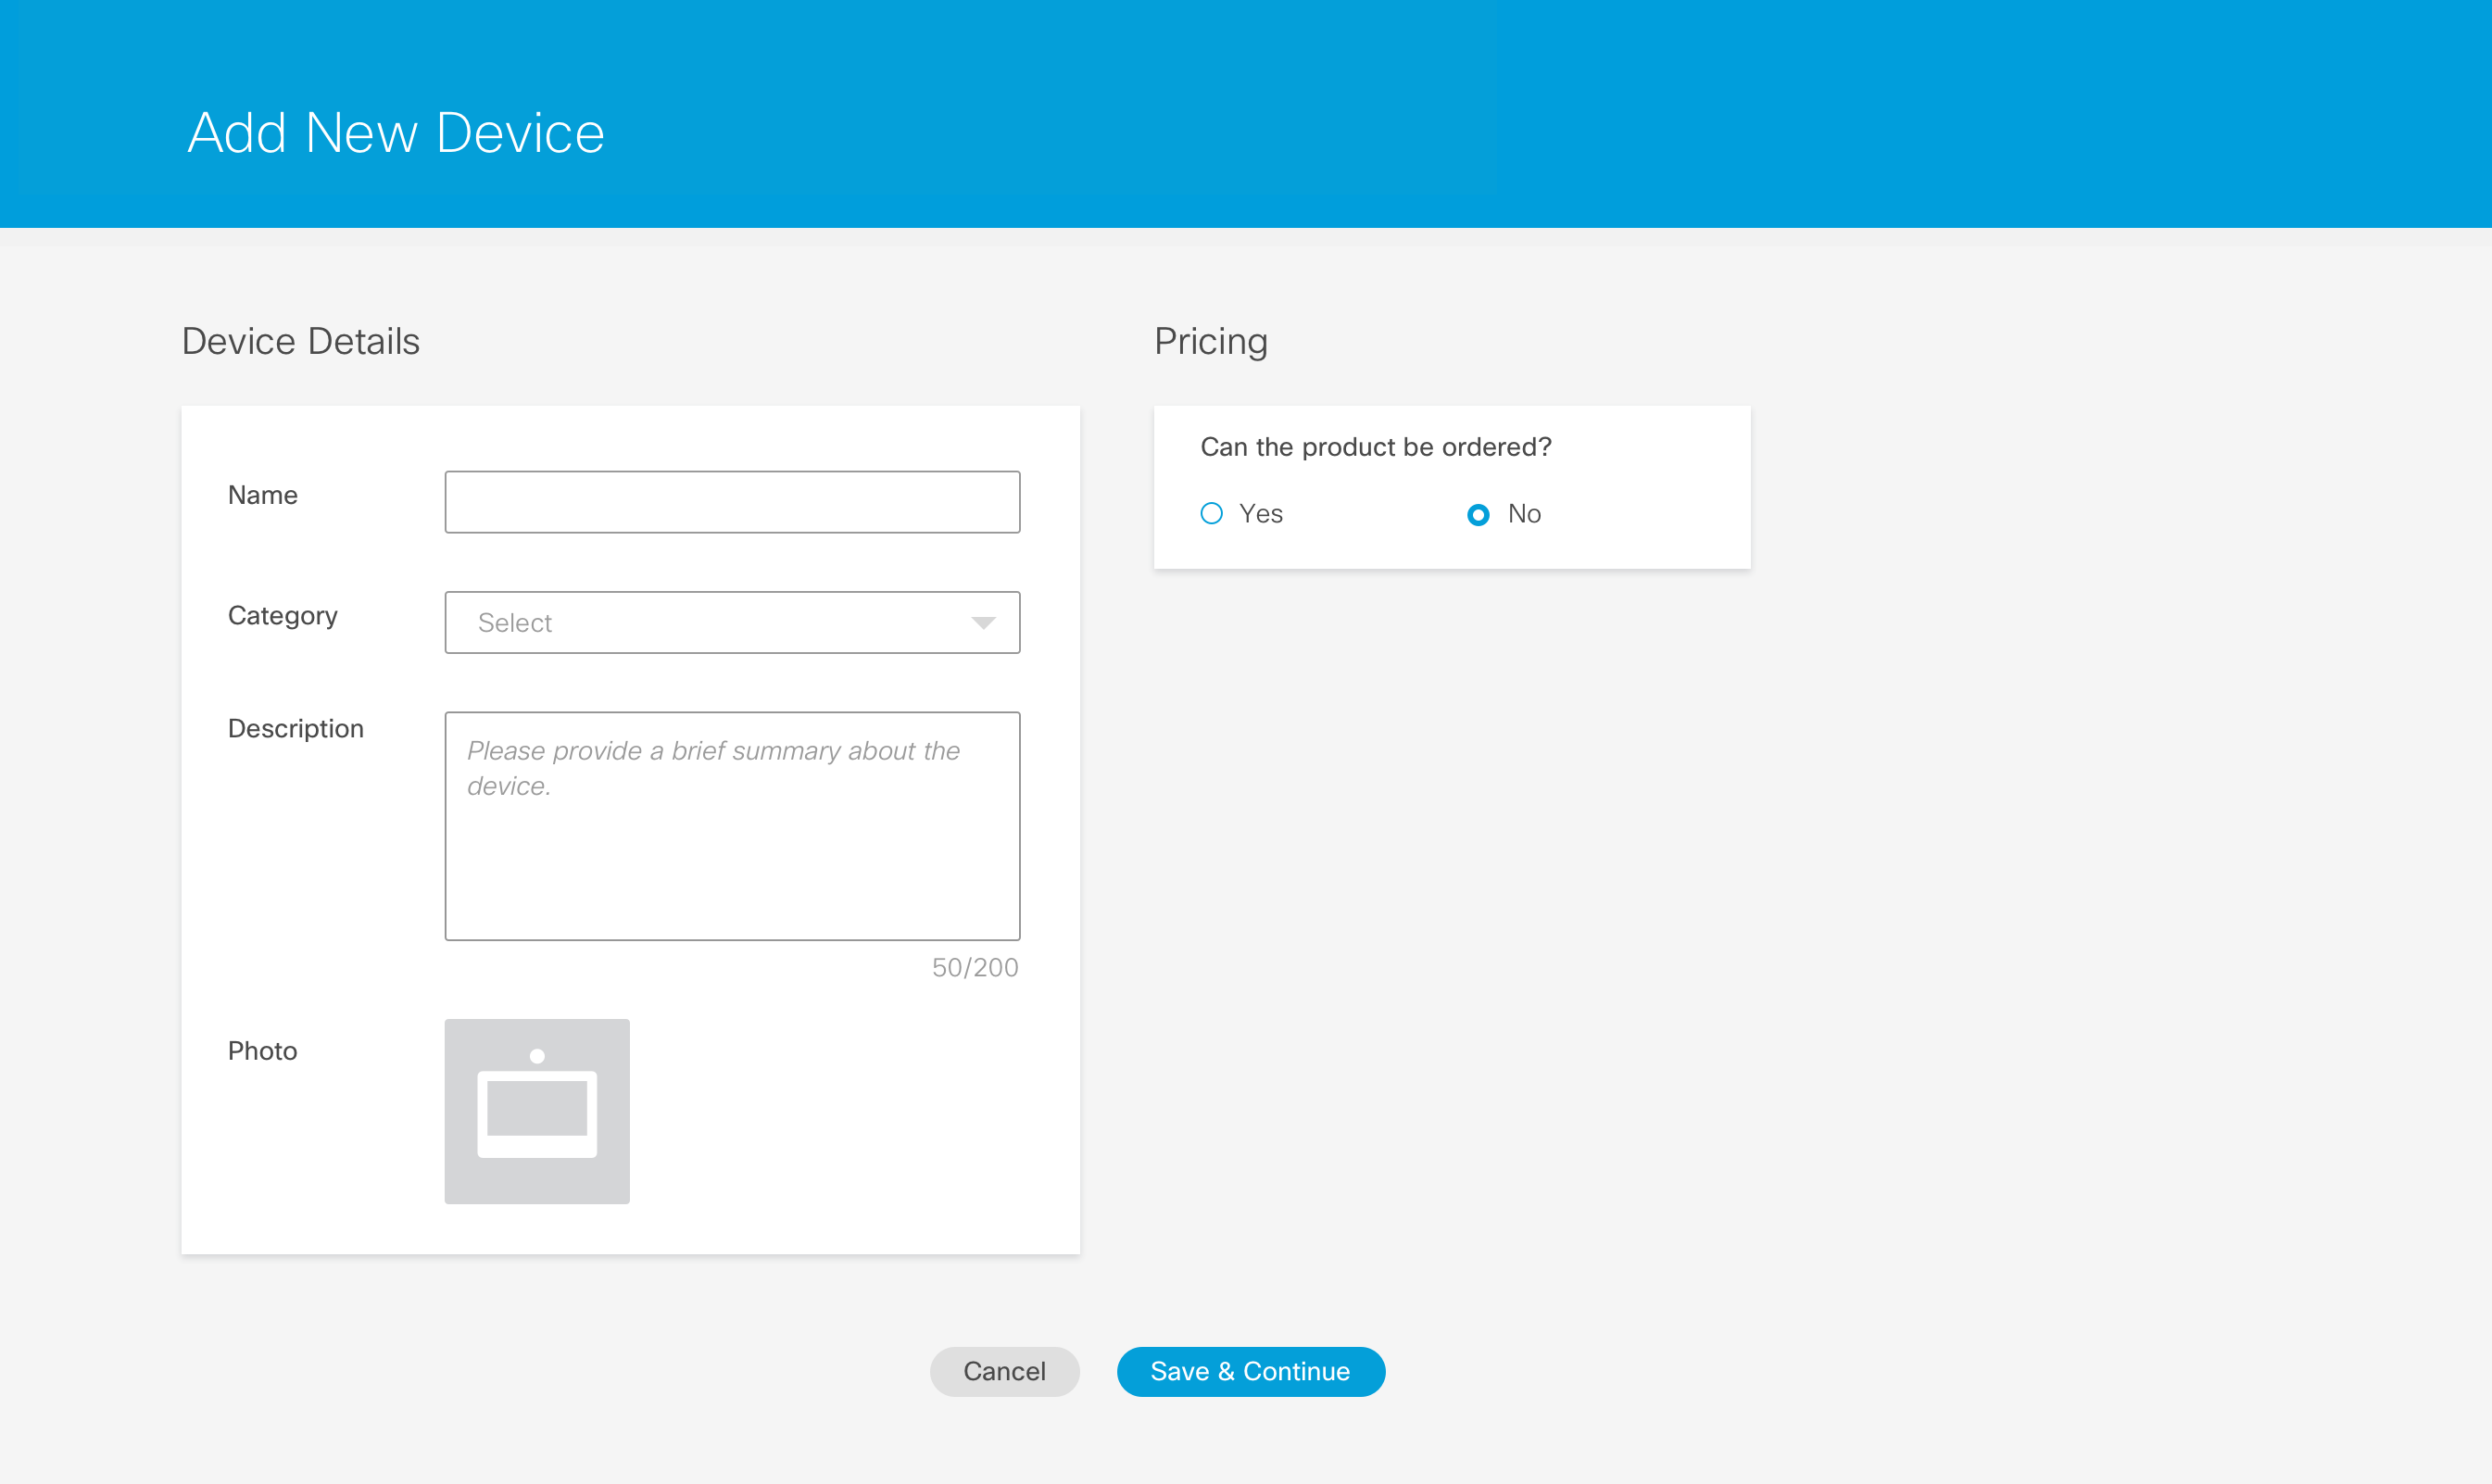 Add New Device
Device Details
Name
Category
Select
Description
Please provide a brief summary about the
device.
50/200
Photo
Pricing
Can the product be ordered?
Yes
No
Cancel
Save & Continue